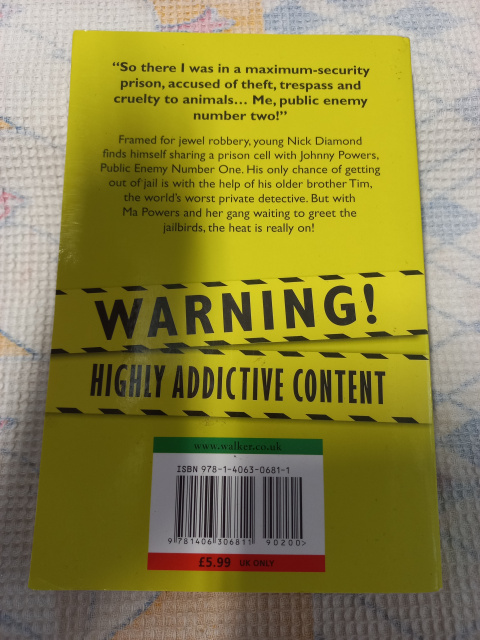 “So there I was in a maximum-security
prison, accused of theft, trespass and
cruelty to animals… Me, public enemy
number two!”
Framed for jewel robbery, young Nick Diamond
finds himself sharing a prison cell with Johnny Powers,
Public Enemy Number One. His only chance of getting
out of jail is with the help of his older brother Tim,
the world’s worst private detective. But with
Ma Powers and her gang waiting to greet the
jailbirds, the heat is really on!
WARNING!
HIGHLY ADDICTIVE CONTENT
www.walker.co.uk
ISBN 978-1-4063-0681-1
9 781406 306811 90200>
£5.99 UK ONLY